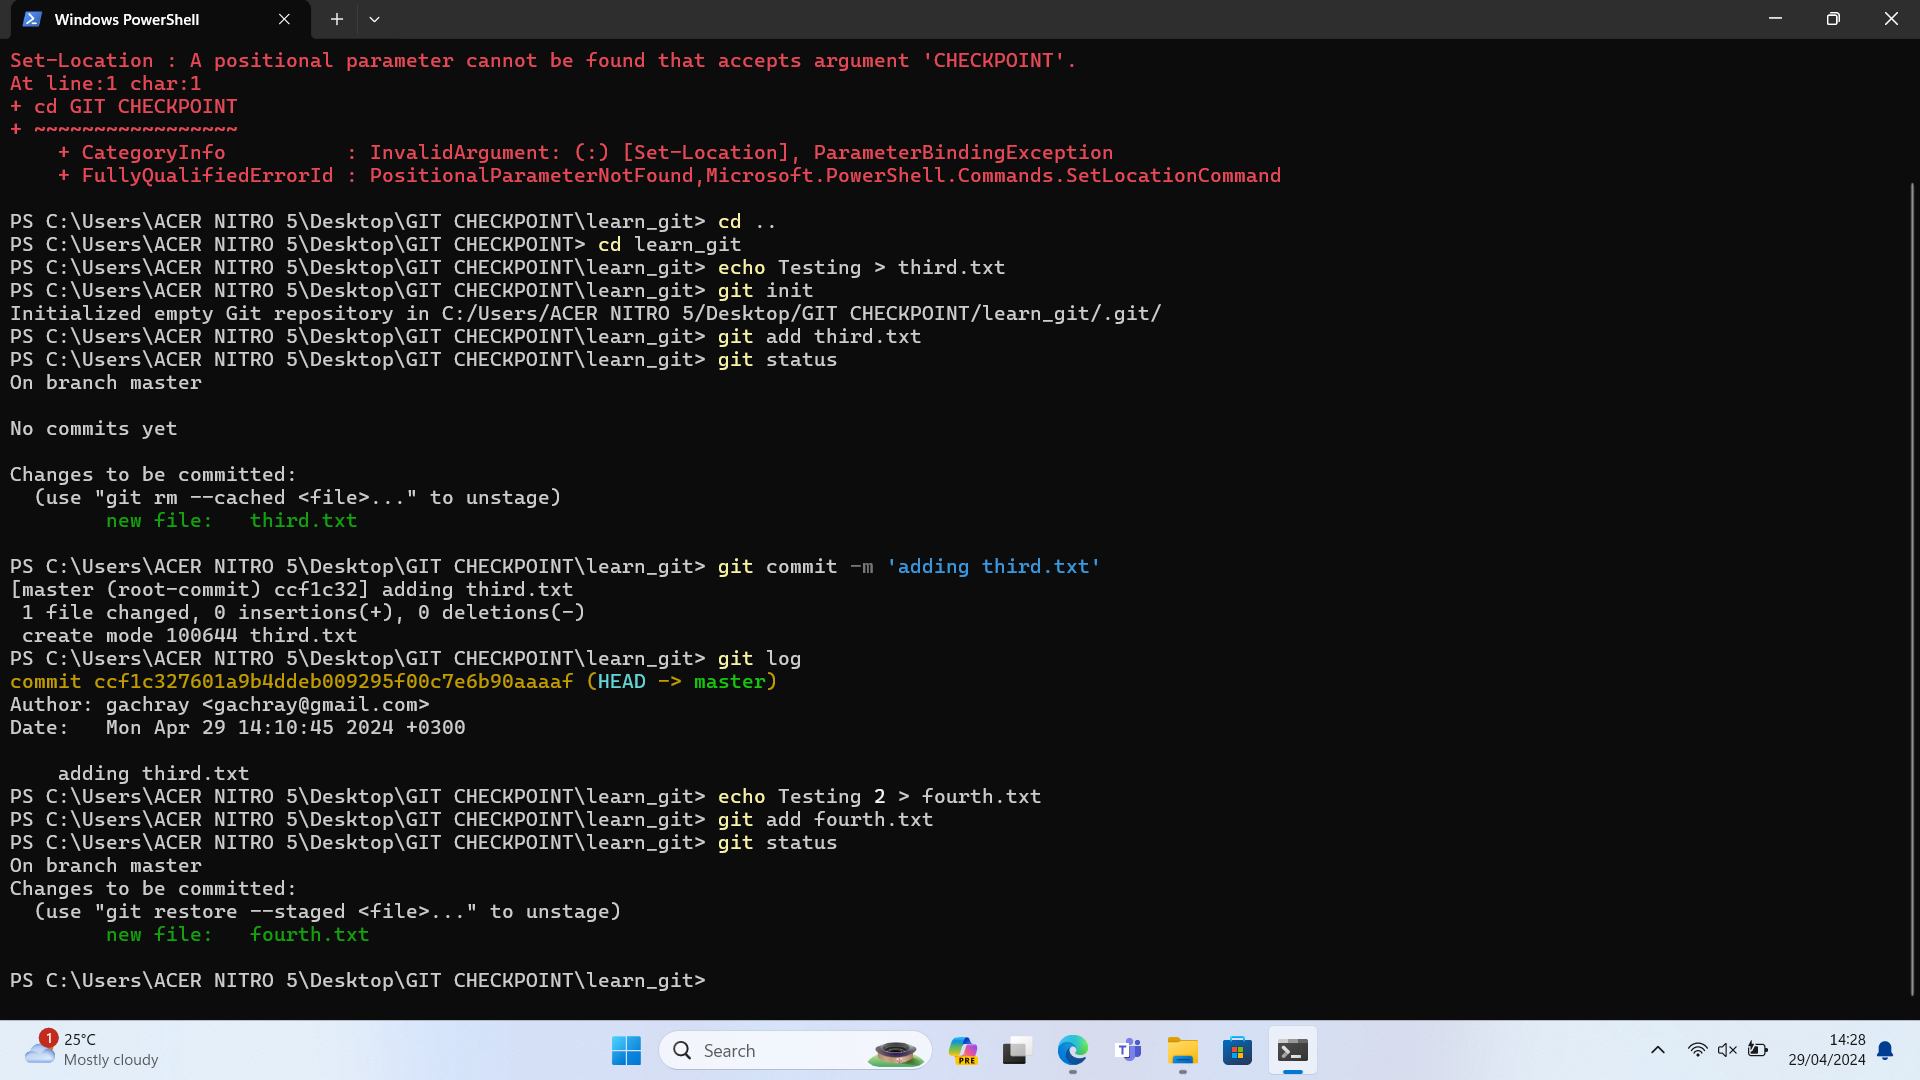 Windows PowerShell
Set-Location : A positional parameter cannot be found that accepts argument 'CHECKPOINT'.
At line:1 char:1
+ cd GIT CHECKPOINT
+ ~~~~~~~~~~~~~~~~~
    + CategoryInfo          : InvalidArgument: (:) [Set-Location], ParameterBindingException
    + FullyQualifiedErrorId : PositionalParameterNotFound,Microsoft.PowerShell.Commands.SetLocationCommand
PS C:\Users\ACER NITRO 5\Desktop\GIT CHECKPOINT\learn_git> cd ..
PS C:\Users\ACER NITRO 5\Desktop\GIT CHECKPOINT> cd learn_git
PS C:\Users\ACER NITRO 5\Desktop\GIT CHECKPOINT\learn_git> echo Testing > third.txt
PS C:\Users\ACER NITRO 5\Desktop\GIT CHECKPOINT\learn_git> git init
Initialized empty Git repository in C:/Users/ACER NITRO 5/Desktop/GIT CHECKPOINT/learn_git/.git/
PS C:\Users\ACER NITRO 5\Desktop\GIT CHECKPOINT\learn_git> git add third.txt
PS C:\Users\ACER NITRO 5\Desktop\GIT CHECKPOINT\learn_git> git status
On branch master
No commits yet
Changes to be committed:
  (use "git rm --cached <file>..." to unstage)
        new file:   third.txt
PS C:\Users\ACER NITRO 5\Desktop\GIT CHECKPOINT\learn_git> git commit -m 'adding third.txt'
[master (root-commit) ccf1c32] adding third.txt
 1 file changed, 0 insertions(+), 0 deletions(-)
 create mode 100644 third.txt
PS C:\Users\ACER NITRO 5\Desktop\GIT CHECKPOINT\learn_git> git log
commit ccf1c327601a9b4ddeb009295f00c7e6b90aaaaf (HEAD -> master)
Author: gachray <gachray@gmail.com>
Date:   Mon Apr 29 14:10:45 2024 +0300
    adding third.txt
PS C:\Users\ACER NITRO 5\Desktop\GIT CHECKPOINT\learn_git> echo Testing 2 > fourth.txt
PS C:\Users\ACER NITRO 5\Desktop\GIT CHECKPOINT\learn_git> git add fourth.txt
PS C:\Users\ACER NITRO 5\Desktop\GIT CHECKPOINT\learn_git> git status
On branch master
Changes to be committed:
  (use "git restore --staged <file>..." to unstage)
        new file:   fourth.txt
PS C:\Users\ACER NITRO 5\Desktop\GIT CHECKPOINT\learn_git>
1
25°C
Mostly cloudy
Search
PRE
14:28
29/04/2024